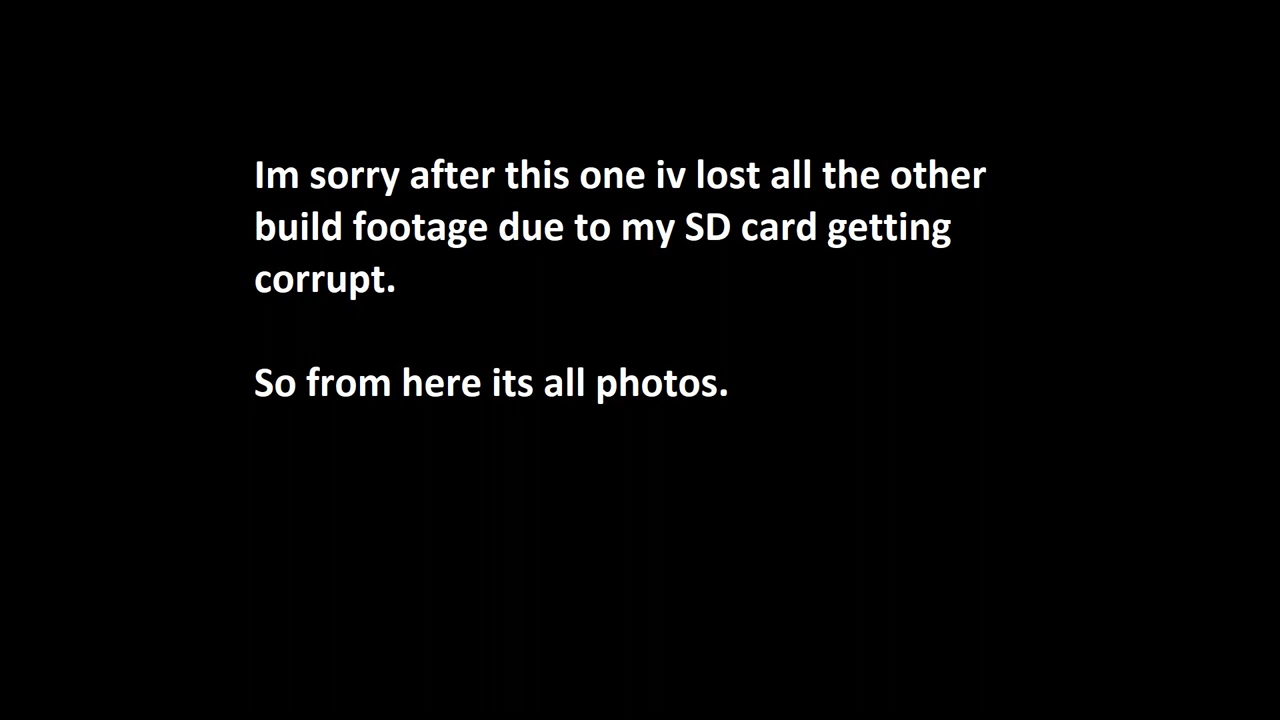 Im sorry after this one iv lost all the other
build footage due to my SD card getting
corrupt.
So from here its all photos.